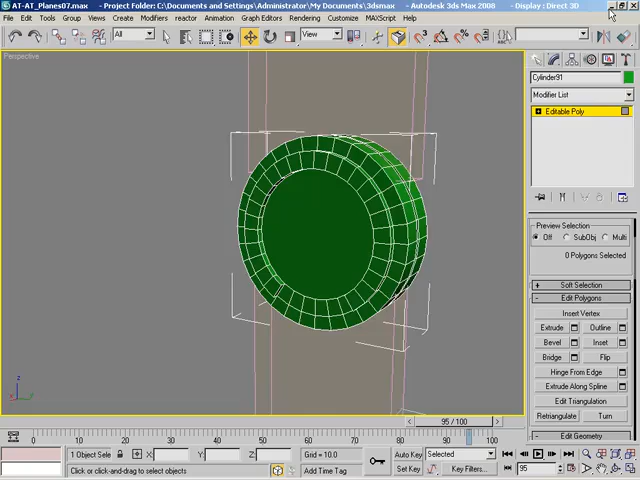 AT-AT_Planes07.max - Project Folder: C:\Documents and Settings\Administrator\My Documents\3dsmax - Autodesk 3ds Max 2008 - Display : Direct 3D
File Edit Tools Group Views Create Modifiers reactor Animation Graph Editors Rendering Customize MAXScript Help
All View
Perspective
Cylinder91
Modifier List
Editable Poly
Preview Selection
Off SubObj Multi
0 Polygons Selected
+ Soft Selection
- Edit Polygons
Insert Vertex
Extrude Outline
Bevel Inset
Bridge Flip
Hinge From Edge
Extrude Along Spline
Edit Triangulation
Retriangulate Turn
- Edit Geometry
z
x
y
< 95 / 100 >
0 10 20 30 40 50 60 70 80 90 100
1 Object Sele X: Y: Z: Grid = 10.0 Auto Key Selected
Click or click-and-drag to select objects Add Time Tag Set Key Key Filters... 95